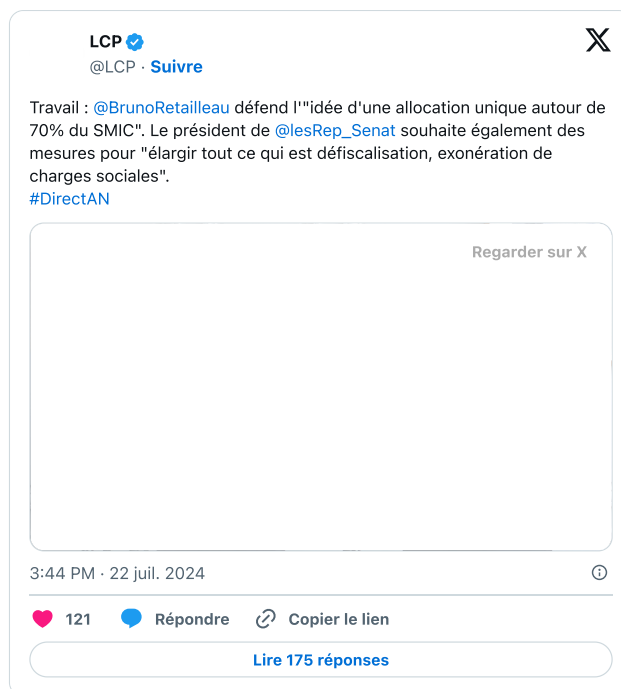 LCP
@LCP · Suivre
Travail : @BrunoRetailleau défend l'"idée d'une allocation unique autour de
70% du SMIC". Le président de @lesRep_Senat souhaite également des
mesures pour "élargir tout ce qui est défiscalisation, exonération de
charges sociales".
#DirectAN
Regarder sur X
3:44 PM · 22 juil. 2024
121 Répondre Copier le lien
Lire 175 réponses